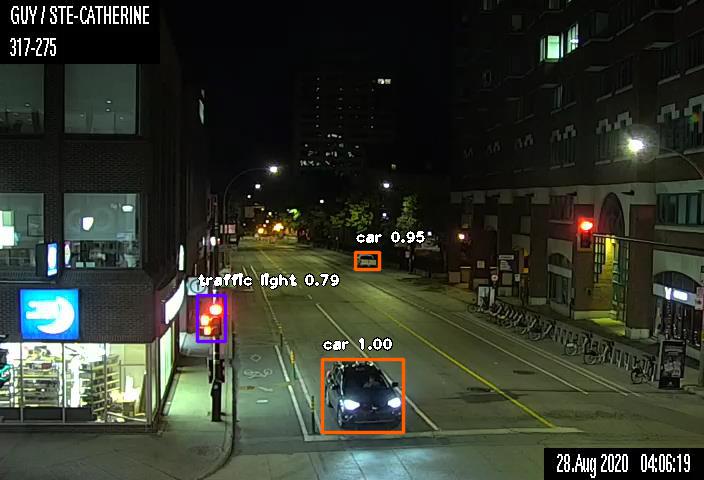 GUY / STE-CATHERINE
317-275
car 0.95
traffic light 0.79
car 1.00
28.Aug 2020 04:06:19